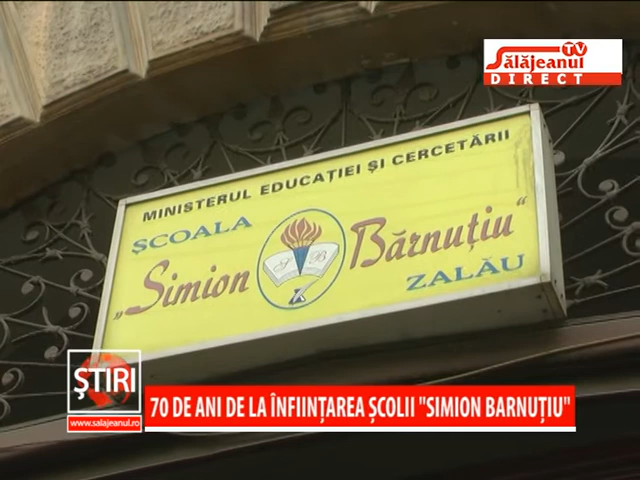 Sălăjeanul TV
DIRECT
MINISTERUL EDUCAȚIEI ȘI CERCETĂRII
ȘCOALA
„Simion Bărnuțiu“
S B
ZALĂU
ȘTIRI
www.salajeanul.ro
70 DE ANI DE LA ÎNFIINȚAREA ȘCOLII "SIMION BARNUȚIU"